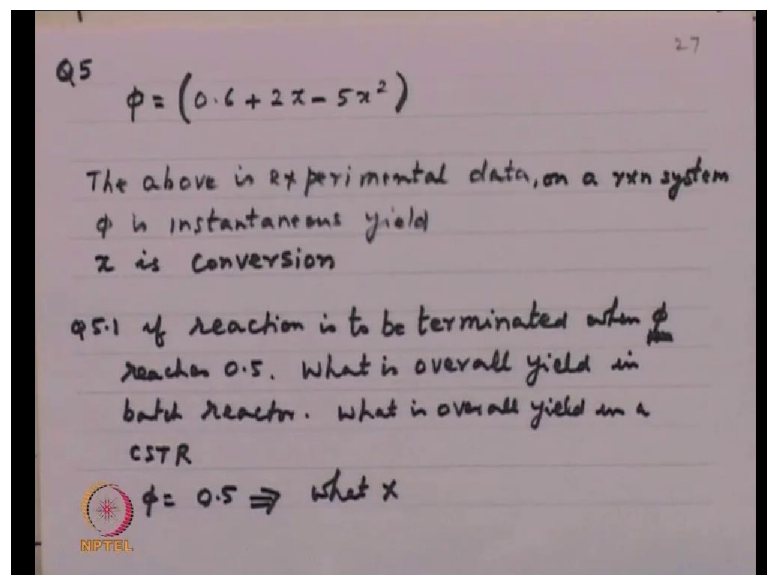 27
Q5
φ = (0.6 + 2x - 5x²)
The above is experimental data, on a rxn system
φ is instantaneous yield
x is conversion
Q5.1 if reaction is to be terminated when φ
reaches 0.5. What is overall yield in
batch reactor. What is overall yield in a
CSTR
φ = 0.5 ⇒ what x
NPTEL